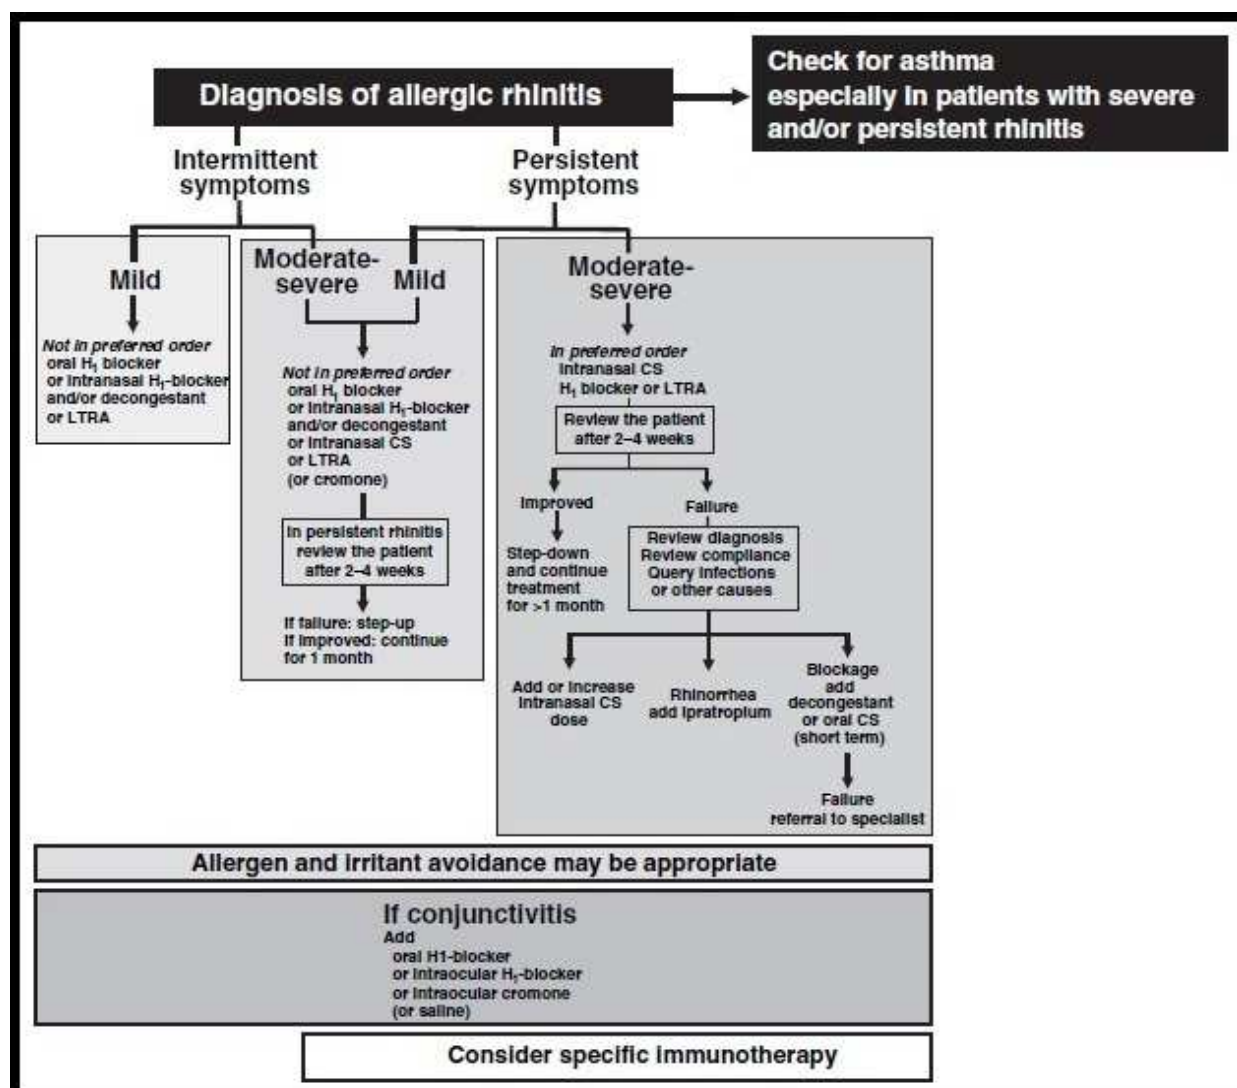 Diagnosis of allergic rhinitis
Check for asthma
especially in patients with severe
and/or persistent rhinitis
Intermittent
symptoms
Persistent
symptoms
Mild
Not in preferred order
oral H₁ blocker
or Intranasal H₁-blocker
and/or decongestant
or LTRA
Moderate-
severe
Mild
Not in preferred order
oral H₁ blocker
or Intranasal H₁-blocker
and/or decongestant
or Intranasal CS
or LTRA
(or cromone)
In persistent rhinitis
review the patient
after 2–4 weeks
If failure: step-up
If Improved: continue
for 1 month
Moderate-
severe
In preferred order
Intranasal CS
H₁ blocker or LTRA
Review the patient
after 2–4 weeks
Improved
Step-down
and continue
treatment
for >1 month
Failure
Review diagnosis
Review compliance
Query Infections
or other causes
Add or Increase
Intranasal CS
dose
Rhinorrhea
add Ipratropium
Blockage
add
decongestant
or oral CS
(short term)
Failure
referral to specialist
Allergen and irritant avoidance may be appropriate
If conjunctivitis
Add
oral H1-blocker
or Intraocular H₁-blocker
or Intraocular cromone
(or saline)
Consider specific immunotherapy